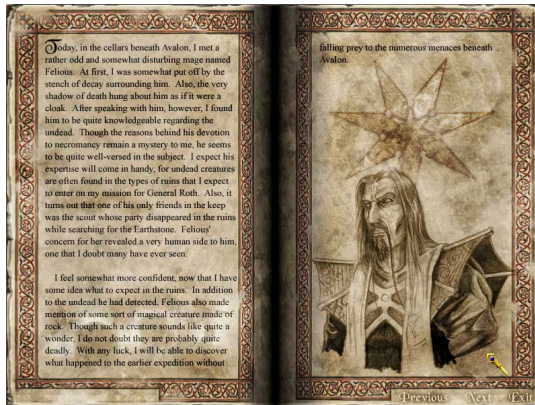 Today, in the cellars beneath Avalon, I met a
rather odd and somewhat disturbing mage named
Felious. At first, I was somewhat put off by the
stench of decay surrounding him. Also, the very
shadow of death hung about him as if it were a
cloak. After speaking with him, however, I found
him to be quite knowledgeable regarding the
undead. Though the reasons behind his devotion
to necromancy remain a mystery to me, he seems
to be quite well-versed in the subject. I expect his
expertise will come in handy, for undead creatures
are often found in the types of ruins that I expect
to enter on my mission for General Roth. Also, it
turns out that one of his only friends in the keep
was the scout whose party disappeared in the ruins
while searching for the Earthstone. Felious'
concern for her revealed a very human side to him,
one that I doubt many have ever seen.
I feel somewhat more confident, now that I have
some idea what to expect in the ruins. In addition
to the undead he had detected, Felious also made
mention of some sort of magical creature made of
rock. Though such a creature sounds like quite a
wonder, I do not doubt they are probably quite
deadly. With any luck, I will be able to discover
what happened to the earlier expedition without
falling prey to the numerous menaces beneath
Avalon.
Previous Next Exit